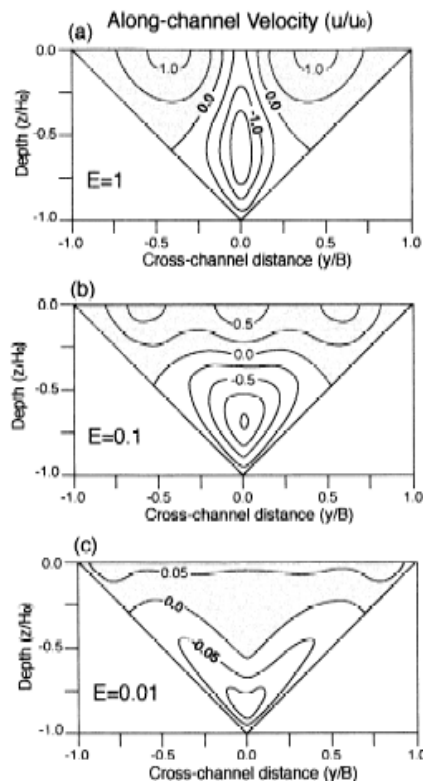 Along-channel Velocity (u/u₀)
(a)
0.0
1.0
1.0
0.0
0.0
-1.0
-0.5
E=1
-1.0
-1.0 -0.5 0.0 0.5 1.0
Cross-channel distance (y/B)
Depth (z/H₀)
(b)
0.0
0.5
0.0
-0.5
-0.5
E=0.1
-1.0
-1.0 -0.5 0.0 0.5 1.0
Cross-channel distance (y/B)
Depth (z/H₀)
(c)
0.0
0.05
0.0
-0.5
-0.05
E=0.01
-1.0
-1.0 -0.5 0.0 0.5 1.0
Cross-channel distance (y/B)
Depth (z/H₀)